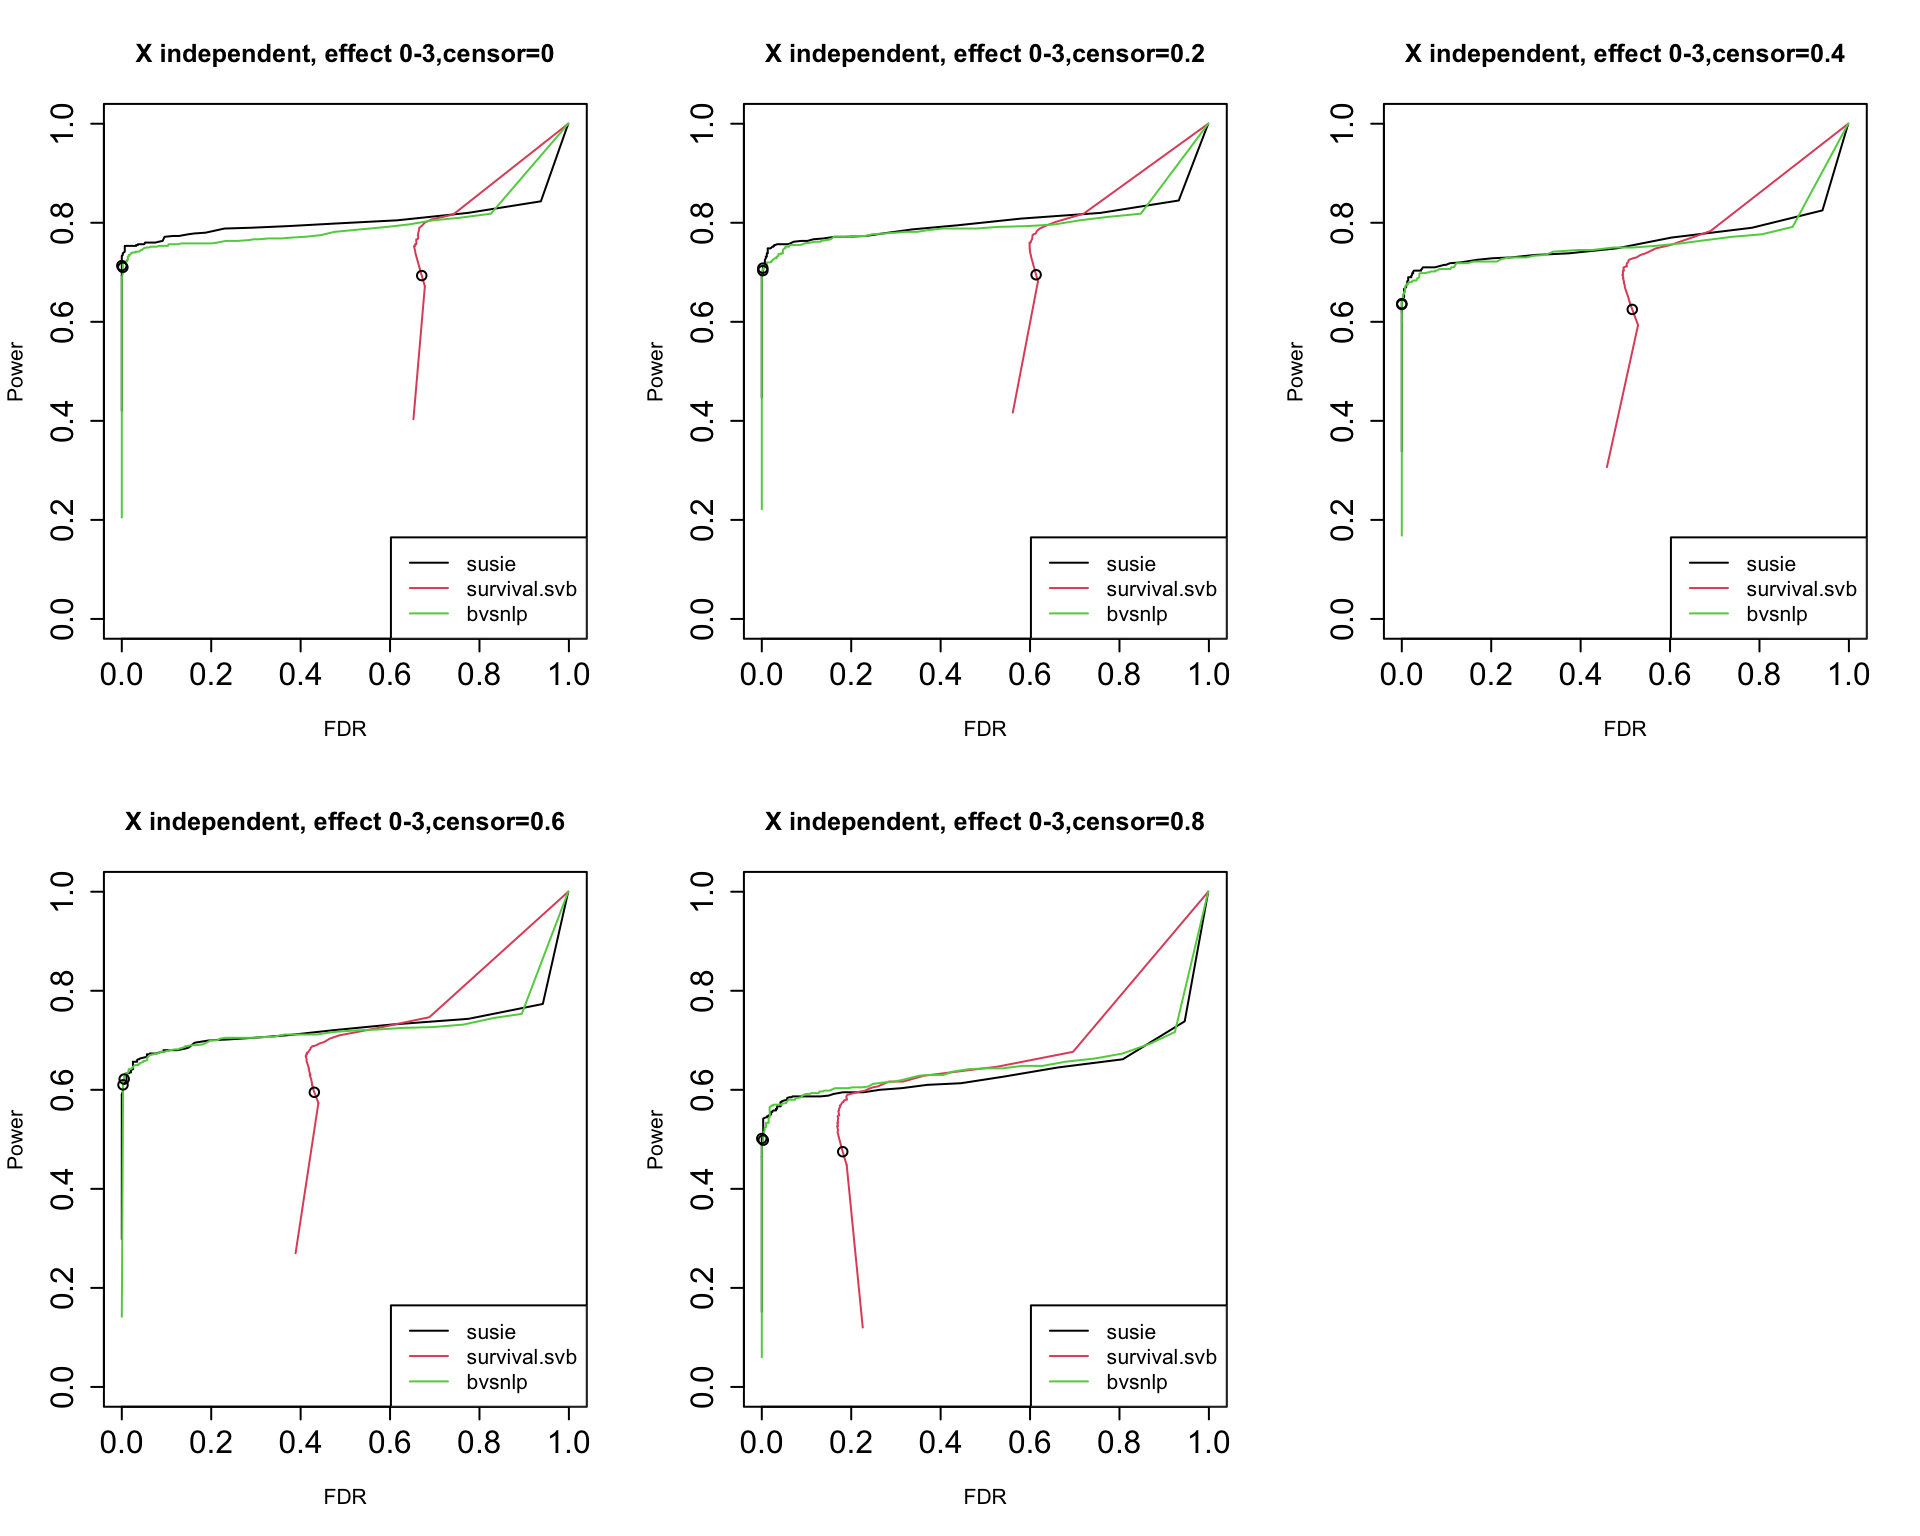 X independent, effect 0-3,censor=0
Power
0.0 0.2 0.4 0.6 0.8 1.0
susie
survival.svb
bvsnlp
0.0 0.2 0.4 0.6 0.8 1.0
FDR
X independent, effect 0-3,censor=0.2
Power
0.0 0.2 0.4 0.6 0.8 1.0
susie
survival.svb
bvsnlp
0.0 0.2 0.4 0.6 0.8 1.0
FDR
X independent, effect 0-3,censor=0.4
Power
0.0 0.2 0.4 0.6 0.8 1.0
susie
survival.svb
bvsnlp
0.0 0.2 0.4 0.6 0.8 1.0
FDR
X independent, effect 0-3,censor=0.6
Power
0.0 0.2 0.4 0.6 0.8 1.0
susie
survival.svb
bvsnlp
0.0 0.2 0.4 0.6 0.8 1.0
FDR
X independent, effect 0-3,censor=0.8
Power
0.0 0.2 0.4 0.6 0.8 1.0
susie
survival.svb
bvsnlp
0.0 0.2 0.4 0.6 0.8 1.0
FDR